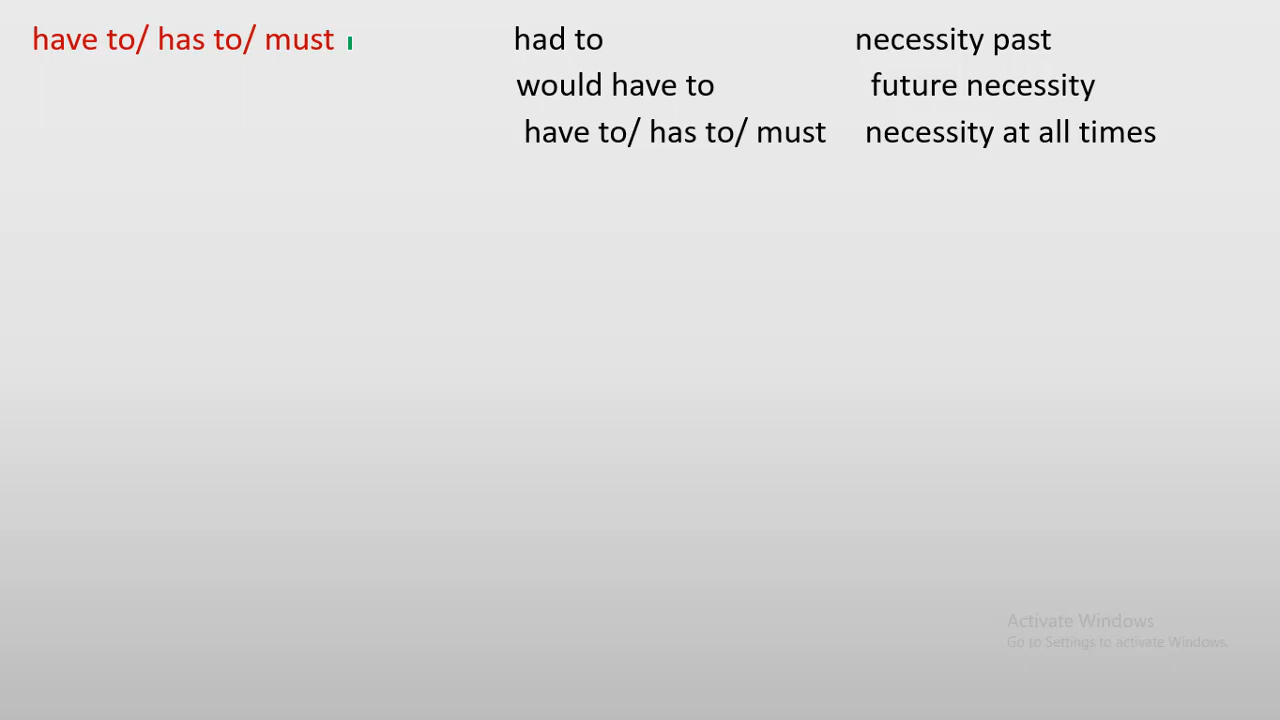 have to/ has to/ must had to necessity past
would have to future necessity
have to/ has to/ must necessity at all times
Activate Windows
Go to Settings to activate Windows.